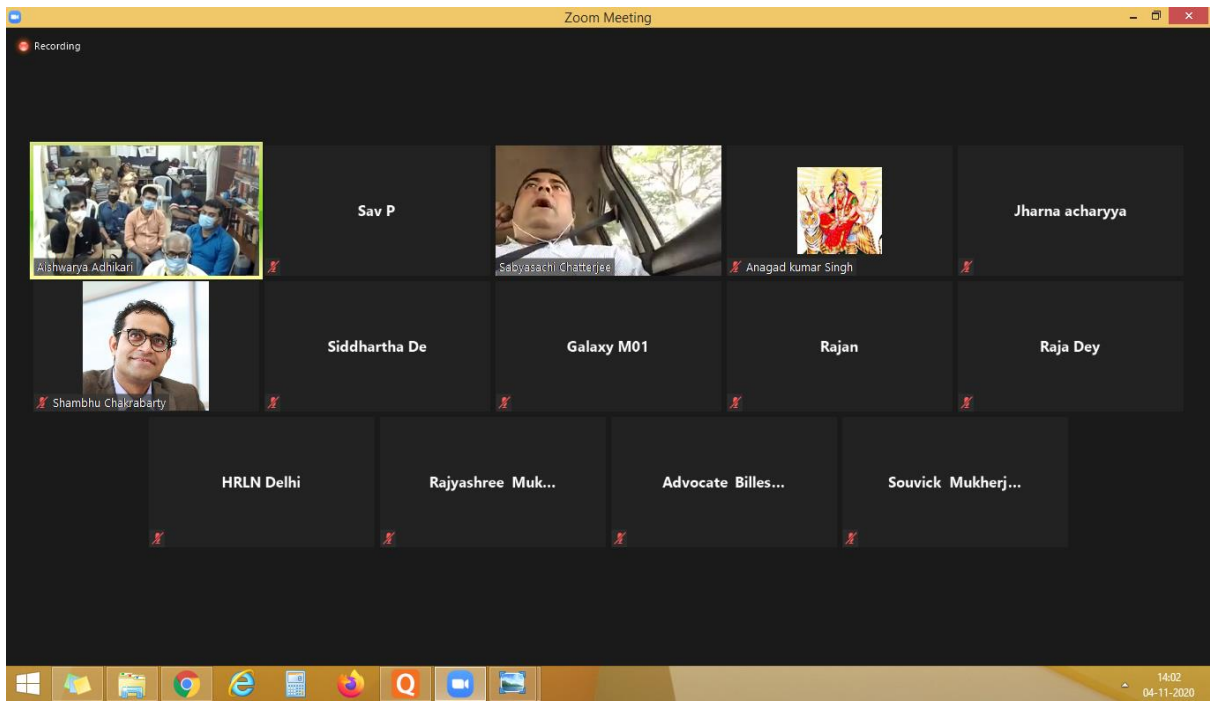 Zoom Meeting
Recording
Aishwarya Adhikari
Sav P
Sabyasachi Chatterjee
Anagad kumar Singh
Jharna acharyya
Shambhu Chakrabarty
Siddhartha De
Galaxy M01
Rajan
Raja Dey
HRLN Delhi
Rajyashree Muk...
Advocate Billes...
Souvick Mukherj...
14:02
04-11-2020